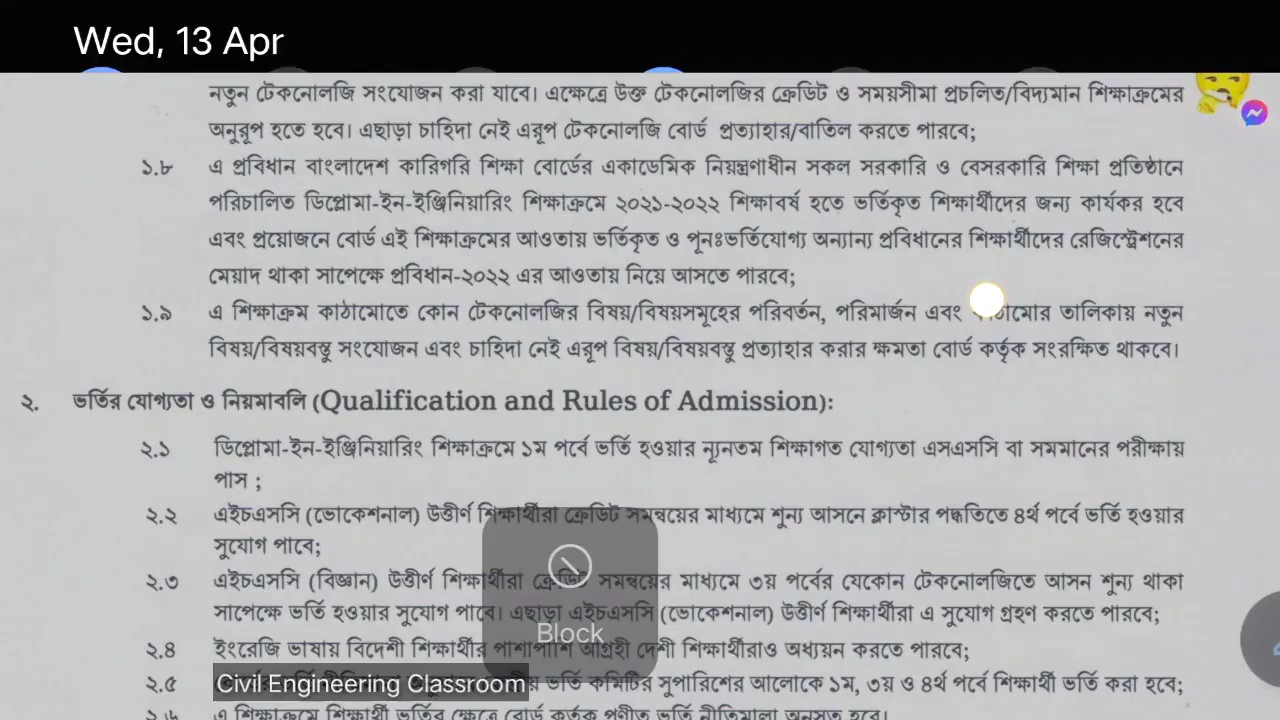 Wed, 13 Apr
নতুন টেকনোলজি সংযোজন করা যাবে। এক্ষেত্রে উক্ত টেকনোলজির ক্রেডিট ও সময়সীমা প্রচলিত/বিদ্যমান শিক্ষাক্রমের
অনুরূপ হতে হবে। এছাড়া চাহিদা নেই এরূপ টেকনোলজি বোর্ড প্রত্যাহার/বাতিল করতে পারবে;
১.৮ এ প্রবিধান বাংলাদেশ কারিগরি শিক্ষা বোর্ডের একাডেমিক নিয়ন্ত্রণাধীন সকল সরকারি ও বেসরকারি শিক্ষা প্রতিষ্ঠানে
পরিচালিত ডিপ্লোমা-ইন-ইঞ্জিনিয়ারিং শিক্ষাক্রমে ২০২১-২০২২ শিক্ষাবর্ষ হতে ভর্তিকৃত শিক্ষার্থীদের জন্য কার্যকর হবে
এবং প্রয়োজনে বোর্ড এই শিক্ষাক্রমের আওতায় ভর্তিকৃত ও পূনঃভর্তিযোগ্য অন্যান্য প্রবিধানের শিক্ষার্থীদের রেজিস্ট্রেশনের
মেয়াদ থাকা সাপেক্ষে প্রবিধান-২০২২ এর আওতায় নিয়ে আসতে পারবে;
১.৯ এ শিক্ষাক্রম কাঠামোতে কোন টেকনোলজির বিষয়/বিষয়সমূহের পরিবর্তন, পরিমার্জন এবং তালিকায় নতুন
বিষয়/বিষয়বস্তু সংযোজন এবং চাহিদা নেই এরূপ বিষয়/বিষয়বস্তু প্রত্যাহার করার ক্ষমতা বোর্ড কর্তৃক সংরক্ষিত থাকবে।
২. ভর্তির যোগ্যতা ও নিয়মাবলি (Qualification and Rules of Admission):
২.১ ডিপ্লোমা-ইন-ইঞ্জিনিয়ারিং শিক্ষাক্রমে ১ম পর্বে ভর্তি হওয়ার ন্যূনতম শিক্ষাগত যোগ্যতা এসএসসি বা সমমানের পরীক্ষায়
পাস ;
২.২ এইচএসসি (ভোকেশনাল) উত্তীর্ণ শিক্ষার্থীরা ক্রেডিট সমন্বয়ের মাধ্যমে শুন্য আসনে ক্লাস্টার পদ্ধতিতে ৪র্থ পর্বে ভর্তি হওয়ার
সুযোগ পাবে;
২.৩ এইচএসসি (বিজ্ঞান) উত্তীর্ণ শিক্ষার্থীরা ক্রেডিট সমন্বয়ের মাধ্যমে ৩য় পর্বের যেকোন টেকনোলজিতে আসন শুন্য থাকা
সাপেক্ষে ভর্তি হওয়ার সুযোগ পাবে। এছাড়া এইচএসসি (ভোকেশনাল) উত্তীর্ণ শিক্ষার্থীরা এ সুযোগ গ্রহণ করতে পারবে;
Block
২.৪ ইংরেজি ভাষায় বিদেশী শিক্ষার্থীর পাশাপাশি আগ্রহী দেশী শিক্ষার্থীরাও অধ্যয়ন করতে পারবে;
Civil Engineering Classroom
২.৫ ভর্তি কমিটির সুপারিশের আলোকে ১ম, ৩য় ও ৪র্থ পর্বে শিক্ষার্থী ভর্তি করা হবে;
২.৬ এ শিক্ষাক্রমে শিক্ষার্থী ভর্তির ক্ষেত্রে বোর্ড কর্তৃক প্রণীত ভর্তি নীতিমালা অনুসৃত হবে।